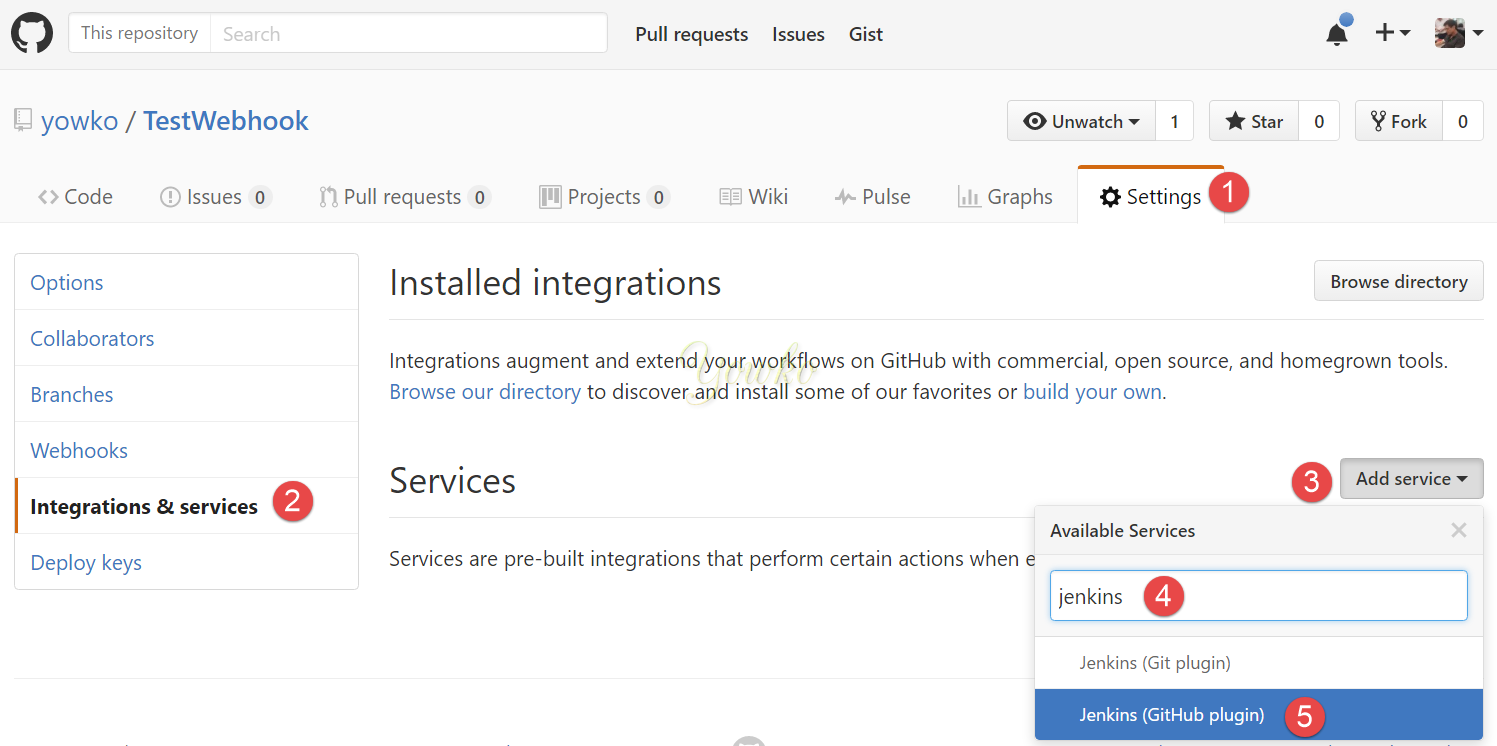 This repository Search Pull requests Issues Gist
yowko / TestWebhook Unwatch 1 Star 0 Fork 0
Code Issues 0 Pull requests 0 Projects 0 Wiki Pulse Graphs Settings 1
Options
Collaborators
Branches
Webhooks
Integrations & services 2
Deploy keys
Installed integrations Browse directory
Integrations augment and extend your workflows on GitHub with commercial, open source, and homegrown tools.
Browse our directory to discover and install some of our favorites or build your own.
Yowko
Services 3 Add service
Services are pre-built integrations that perform certain actions when e
Available Services
jenkins 4
Jenkins (Git plugin)
Jenkins (GitHub plugin) 5